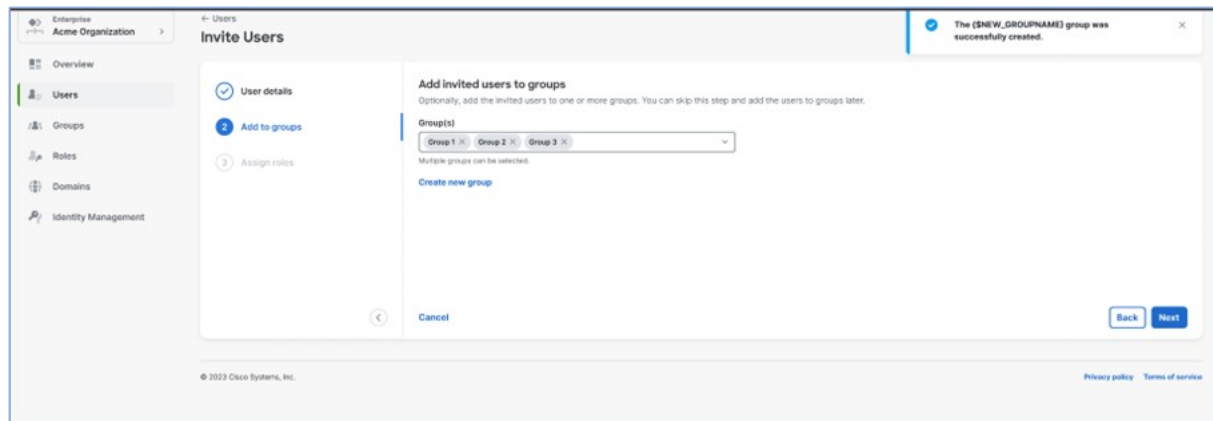 Enterprise
Acme Organization
Overview
Users
Groups
Roles
Domains
Identity Management
← Users
Invite Users
The {$NEW_GROUPNAME} group was
successfully created.
User details
2 Add to groups
3 Assign roles
Add invited users to groups
Optionally, add the invited users to one or more groups. You can skip this step and add the users to groups later.
Group(s)
Group 1 × Group 2 × Group 3 ×
Multiple groups can be selected.
Create new group
Cancel
Back Next
© 2023 Cisco Systems, Inc.
Privacy policy Terms of service